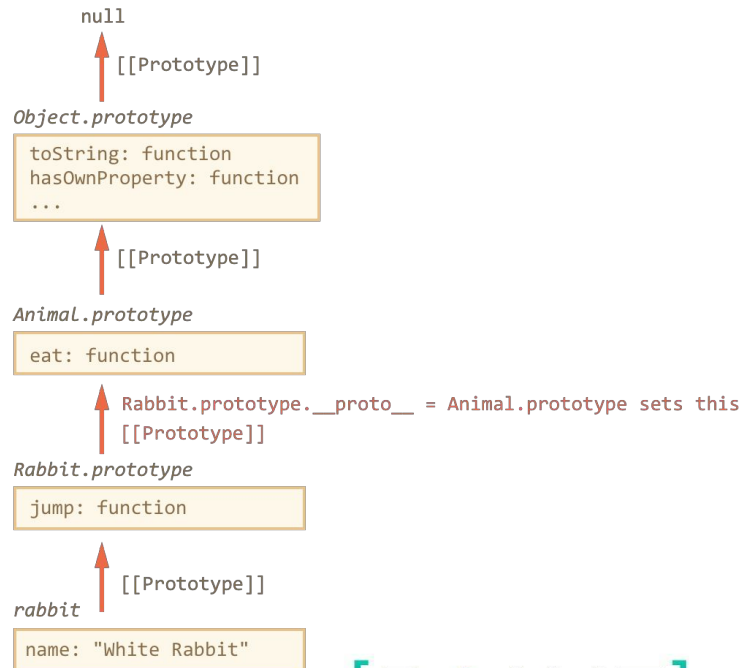 null
[[Prototype]]
Object.prototype
toString: function
hasOwnProperty: function
...
[[Prototype]]
Animal.prototype
eat: function
Rabbit.prototype.__proto__ = Animal.prototype sets this
[[Prototype]]
Rabbit.prototype
jump: function
[[Prototype]]
rabbit
name: "White Rabbit"